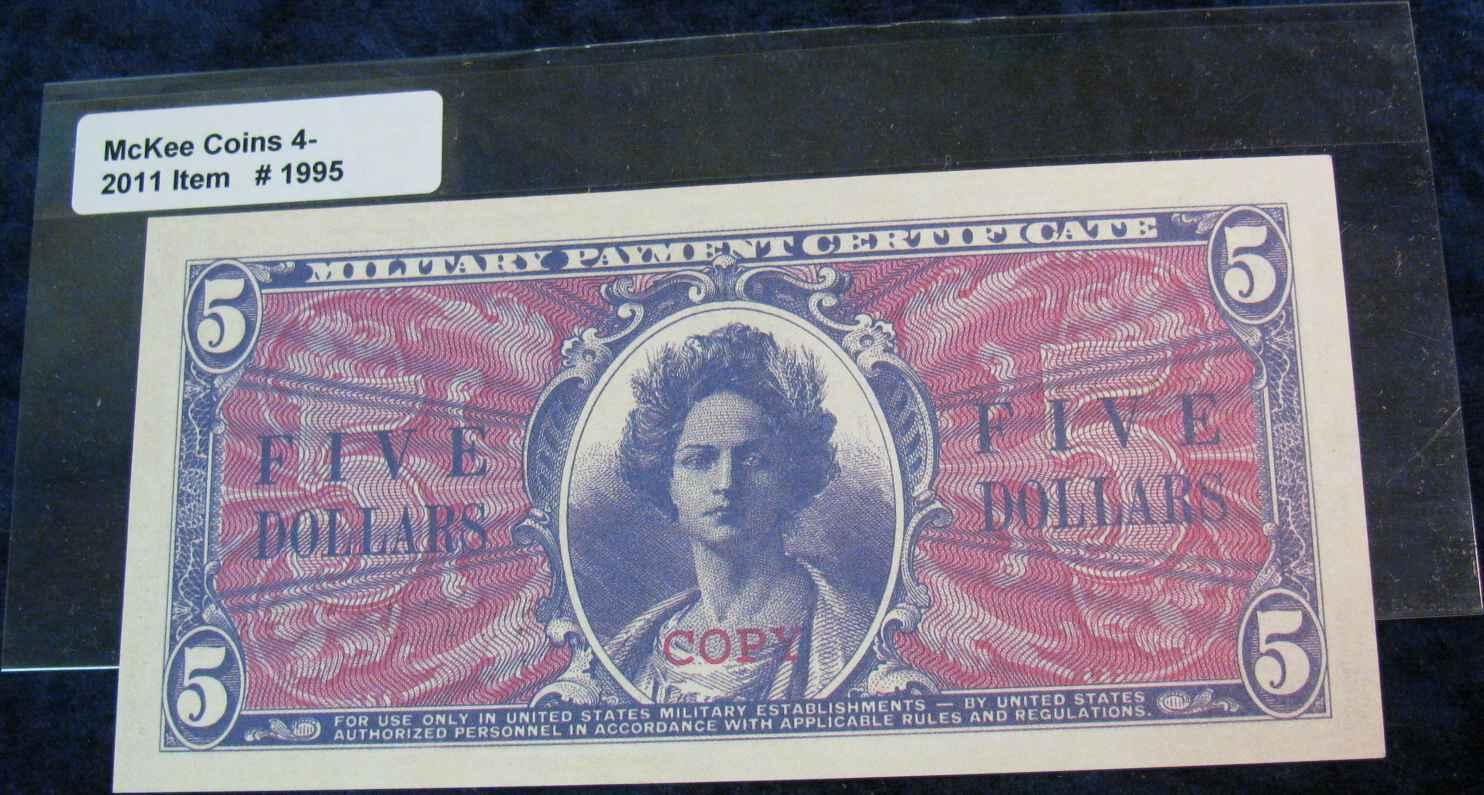 McKee Coins 4-
2011 Item # 1995
MILITARY PAYMENT CERTIFICATE
5
5
FIVE
DOLLARS
FIVE
DOLLARS
COPY
5
5
FOR USE ONLY IN UNITED STATES MILITARY ESTABLISHMENTS — BY UNITED STATES
AUTHORIZED PERSONNEL IN ACCORDANCE WITH APPLICABLE RULES AND REGULATIONS.